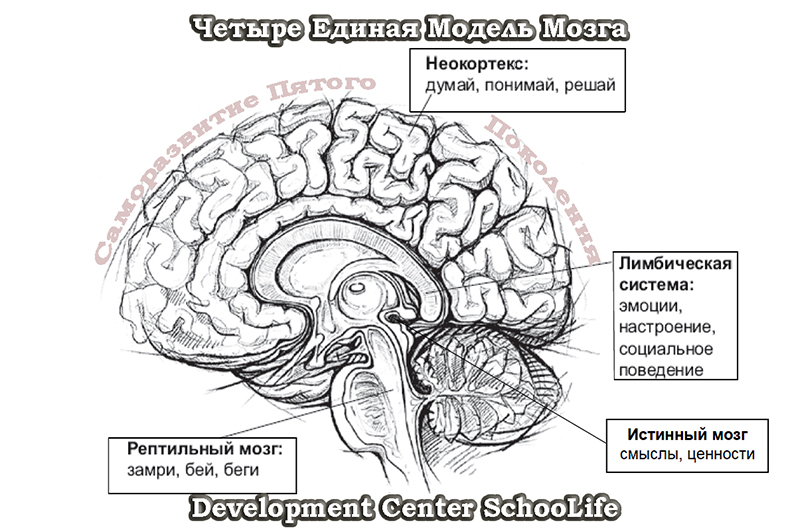 Четыре Единая Модель Мозга
Саморазвитие Пятого Поколения
Неокортекс:
думай, понимай, решай
Лимбическая
система:
эмоции,
настроение,
социальное
поведение
Истинный мозг
смыслы, ценности
Рептильный мозг:
замри, бей, беги
Development Center SchooLife